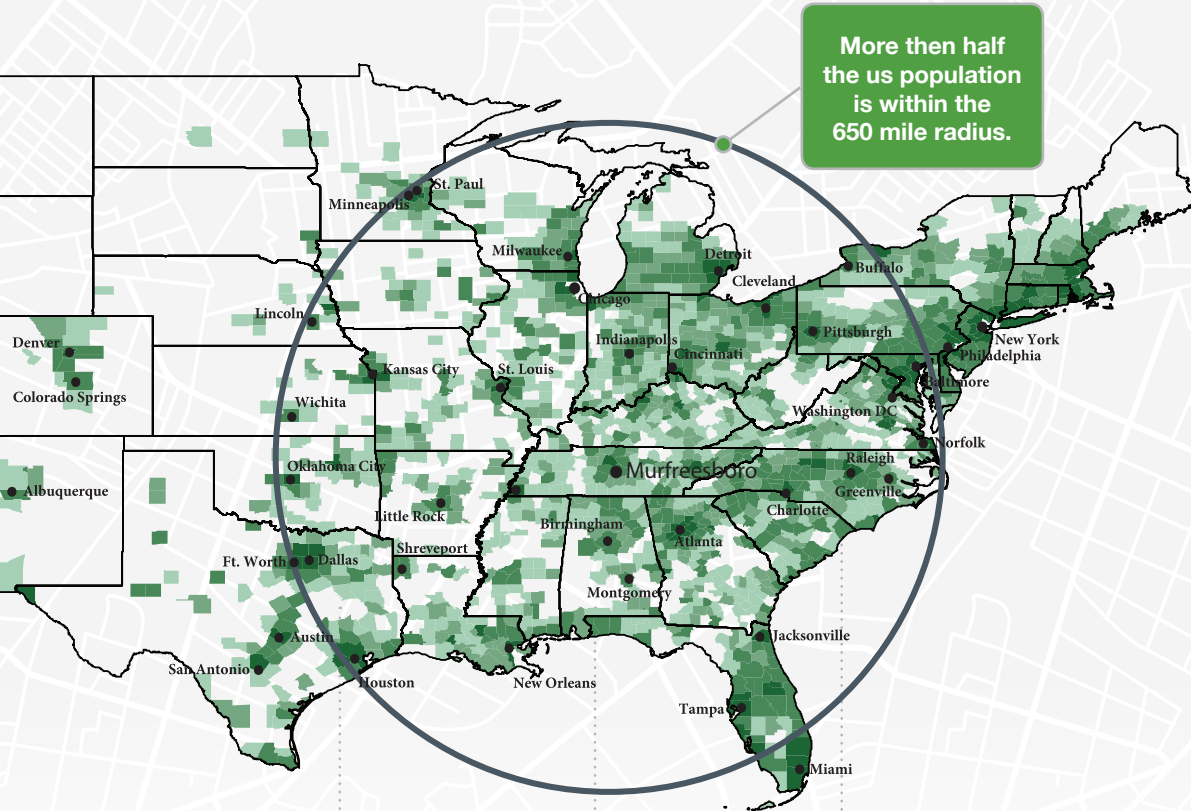 More then half
the us population
is within the
650 mile radius.
St. Paul
Minneapolis
Milwaukee
Detroit
Buffalo
Cleveland
Chicago
Lincoln
Denver
Indianapolis
Pittsburgh
New York
Cincinnati
Philadelphia
Kansas City
St. Louis
Baltimore
Colorado Springs
Wichita
Washington DC
Norfolk
Raleigh
Oklahoma City
Murfreesboro
Albuquerque
Greenville
Little Rock
Charlotte
Birmingham
Atlanta
Shreveport
Ft. Worth
Dallas
Montgomery
Austin
Jacksonville
San Antonio
Houston
New Orleans
Tampa
Miami